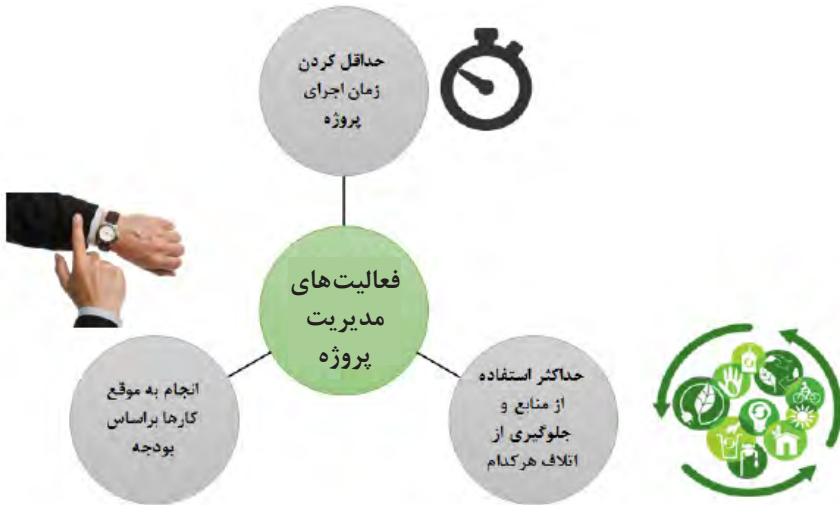 حداقل کردن
زمان اجرای
پروژه
فعالیت‌های
مدیریت
پروژه
حداکثر استفاده
از منابع و
جلوگیری از
اتلاف هرکدام
انجام به موقع
کارها براساس
بودجه